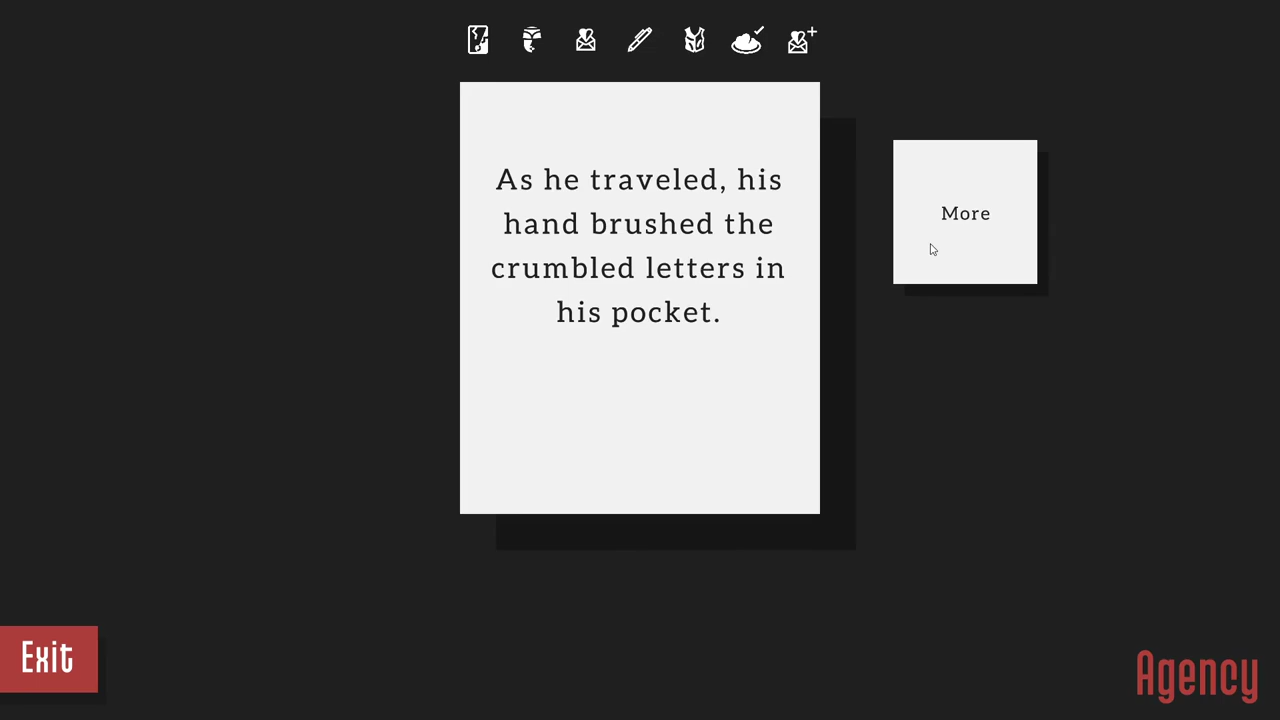 As he traveled, his
hand brushed the
crumbled letters in
his pocket.
More
Exit
Agency